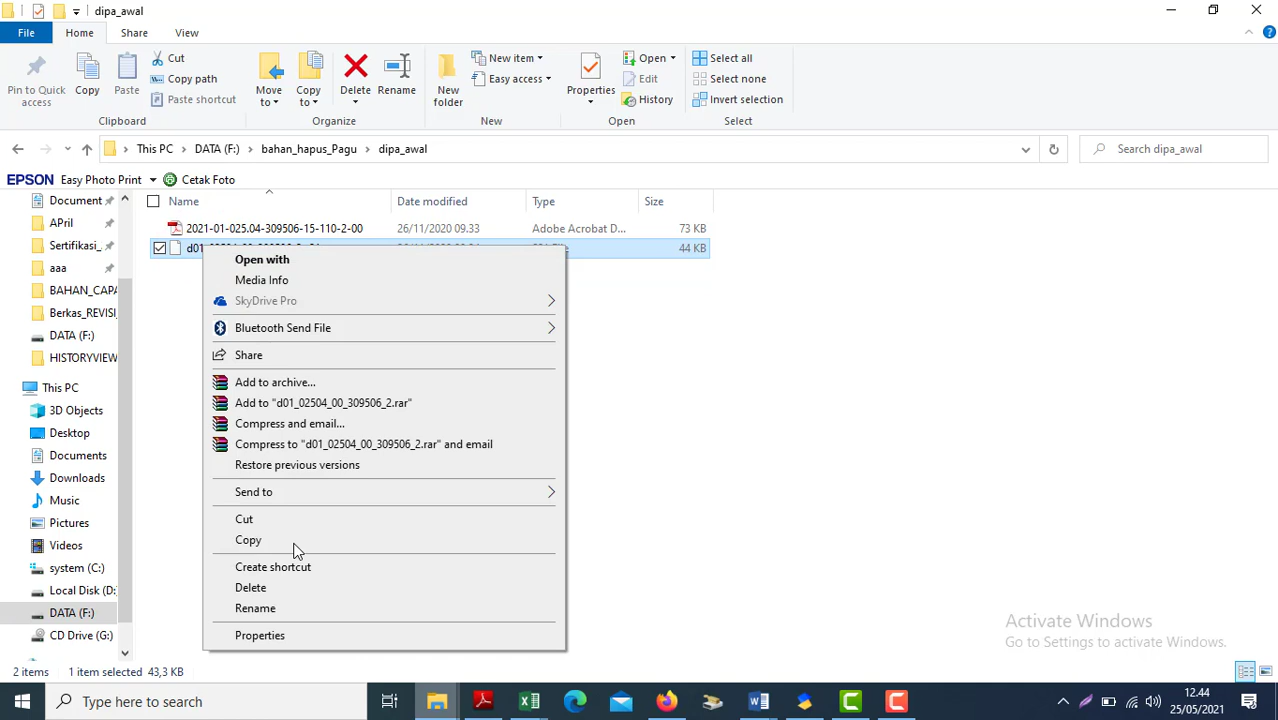 dipa_awal
File Home Share View
Pin to Quick access
Copy
Paste
Cut
Copy path
Paste shortcut
Clipboard
Move to
Copy to
Delete
Rename
Organize
New folder
New item
Easy access
New
Properties
Open
Edit
History
Open
Select all
Select none
Invert selection
Select
This PC DATA (F:) bahan_hapus_Pagu dipa_awal
Search dipa_awal
EPSON Easy Photo Print Cetak Foto
Name Date modified Type Size
2021-01-025.04-309506-15-110-2-00 26/11/2020 09.33 Adobe Acrobat D... 73 KB
44 KB
Document
APril
Sertifikasi_
aaa
BAHAN_CAPA
Berkas_REVISI_
DATA (F:)
HISTORYVIEW
This PC
3D Objects
Desktop
Documents
Downloads
Music
Pictures
Videos
system (C:)
Local Disk (D:
DATA (F:)
CD Drive (G:)
Open with
Media Info
SkyDrive Pro
Bluetooth Send File
Share
Add to archive...
Add to "d01_02504_00_309506_2.rar"
Compress and email...
Compress to "d01_02504_00_309506_2.rar" and email
Restore previous versions
Send to
Cut
Copy
Create shortcut
Delete
Rename
Properties
Activate Windows
Go to Settings to activate Windows.
2 items 1 item selected 43,3 KB
Type here to search
12.44
25/05/2021